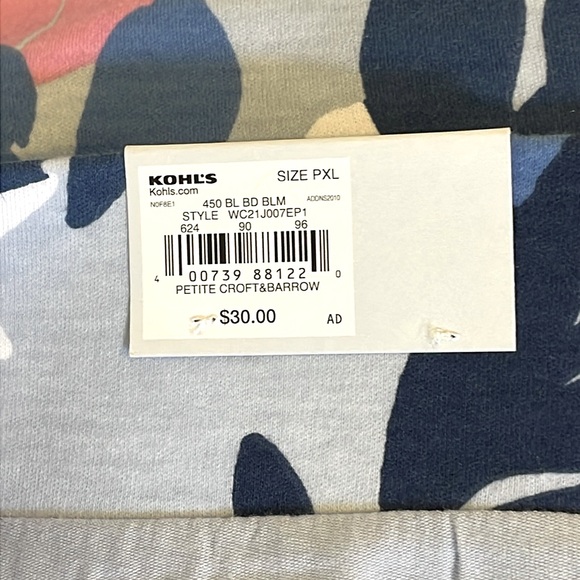 KOHL'S SIZE PXL
Kohls.com
N0F8E1 450 BL BD BLM ADDNS2010
STYLE WC21J007EP1
624 90 96
4 00739 88122 0
PETITE CROFT&BARROW
$30.00 AD